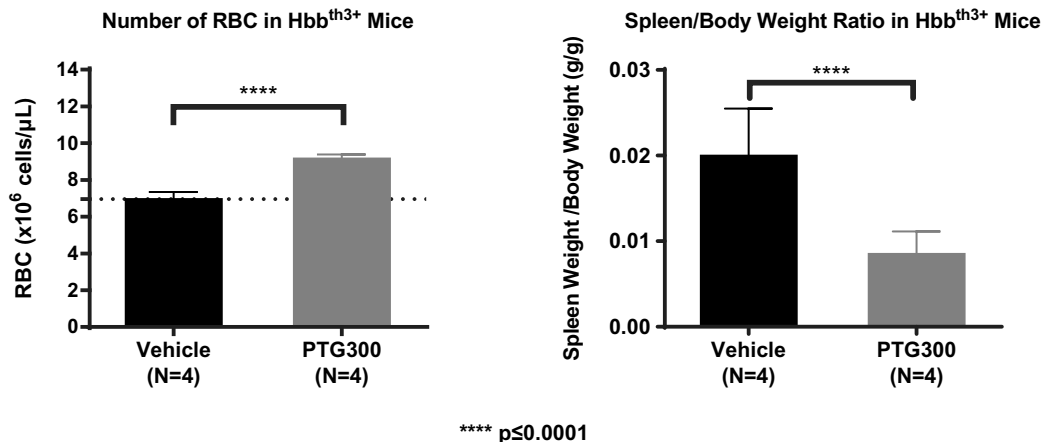 Number of RBC in Hbbth3+ Mice
RBC (x106 cells/µL)
14
12
10
8
6
4
2
0
****
Vehicle
(N=4)
PTG300
(N=4)
Spleen/Body Weight Ratio in Hbbth3+ Mice
Spleen Weight /Body Weight (g/g)
0.03
0.02
0.01
0.00
****
Vehicle
(N=4)
PTG300
(N=4)
**** p≤0.0001